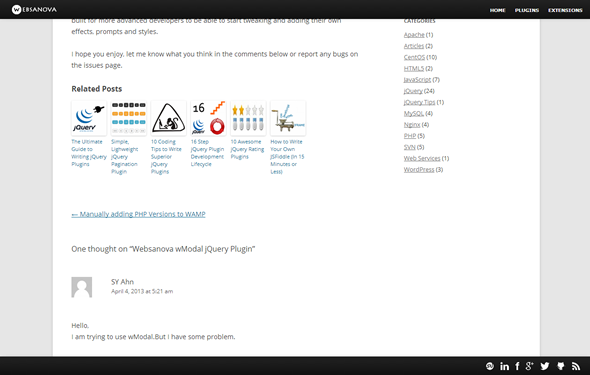 WEBSANOVA
HOME PLUGINS EXTENSIONS
built for more advanced developers to be able to start tweaking and adding their own
effects, prompts and styles.
I hope you enjoy, let me know what you think in the comments below or report any bugs on
the issues page.
Related Posts
jQuery
The Ultimate
Guide to
Writing jQuery
Plugins
Simple,
Lighweight
jQuery
Pagination
Plugin
10 Coding
Tips to Write
Superior
jQuery
Plugins
16
jQuery
16 Step
jQuery Plugin
Development
Lifecycle
10 Awesome
jQuery Rating
Plugins
How to Write
Your Own
JSFiddle (In 15
Minutes or
Less)
← Manually adding PHP Versions to WAMP
One thought on “Websanova wModal jQuery Plugin”
SY Ahn
April 4, 2013 at 5:21 am
Hello.
I am trying to use wModal.But I have some problem.
CATEGORIES
Apache (1)
Articles (2)
CentOS (10)
HTML5 (2)
JavaScript (7)
jQuery (24)
jQuery Tips (1)
MySQL (4)
Nginx (4)
PHP (5)
SVN (5)
Web Services (1)
WordPress (3)